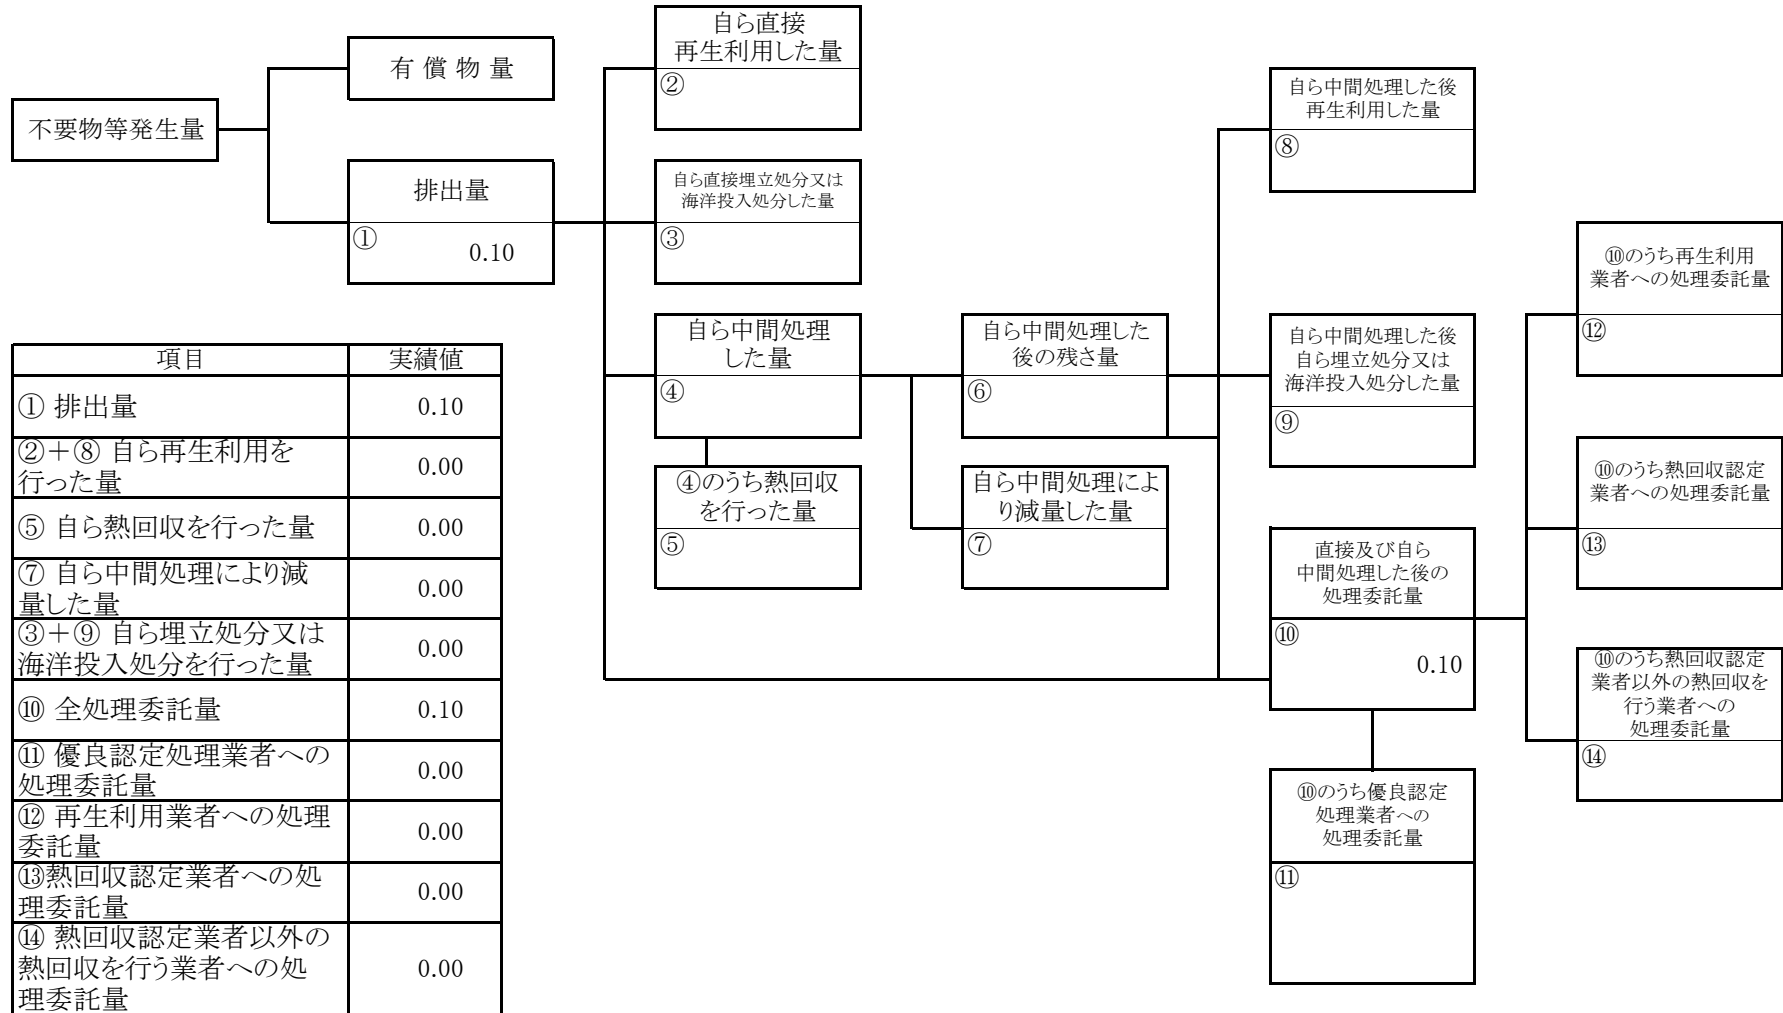 不要物等発生量
有 償 物 量
排出量
①
0.10
自ら直接
再生利用した量
②
自ら直接埋立処分又は
海洋投入処分した量
③
自ら中間処理
した量
④
④のうち熱回収
を行った量
⑤
自ら中間処理した
後の残さ量
⑥
自ら中間処理によ
り減量した量
⑦
自ら中間処理した後
再生利用した量
⑧
自ら中間処理した後
自ら埋立処分又は
海洋投入処分した量
⑨
直接及び自ら
中間処理した後の
処理委託量
⑩
0.10
⑩のうち優良認定
処理業者への
処理委託量
⑪
⑩のうち再生利用
業者への処理委託量
⑫
⑩のうち熱回収認定
業者への処理委託量
⑬
⑩のうち熱回収認定
業者以外の熱回収を
行う業者への
処理委託量
⑭
項目 実績値
① 排出量 0.10
②＋⑧ 自ら再生利用を
行った量 0.00
⑤ 自ら熱回収を行った量 0.00
⑦ 自ら中間処理により減
量した量 0.00
③＋⑨ 自ら埋立処分又は
海洋投入処分を行った量 0.00
⑩ 全処理委託量 0.10
⑪ 優良認定処理業者への
処理委託量 0.00
⑫ 再生利用業者への処理
委託量 0.00
⑬熱回収認定業者への処
理委託量 0.00
⑭ 熱回収認定業者以外の
熱回収を行う業者への処 0.00
理委託量